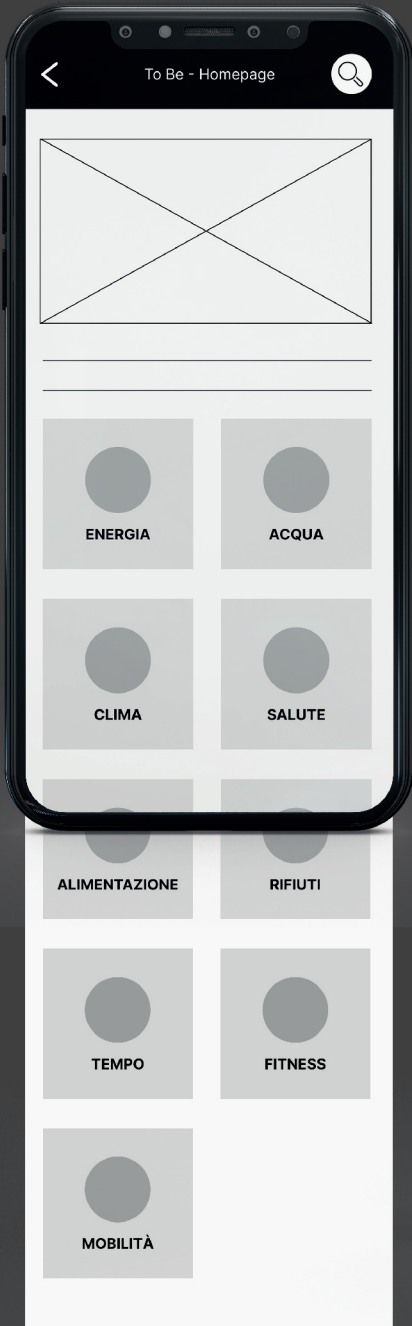 To Be - Homepage
ENERGIA
ACQUA
CLIMA
SALUTE
ALIMENTAZIONE
RIFIUTI
TEMPO
FITNESS
MOBILITÀ